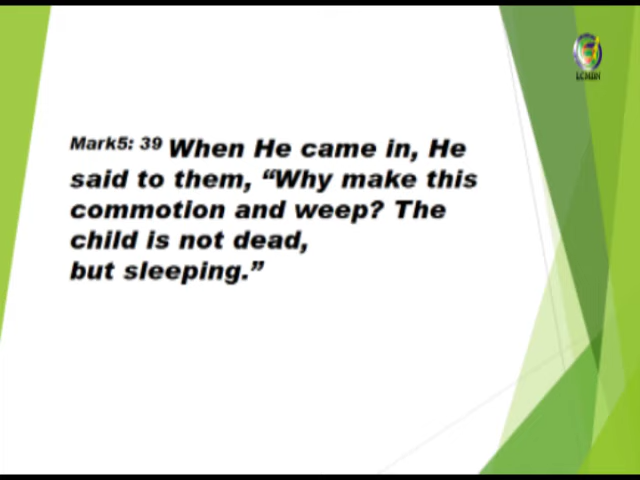 Mark5: 39 When He came in, He
said to them, “Why make this
commotion and weep? The
child is not dead,
but sleeping.”